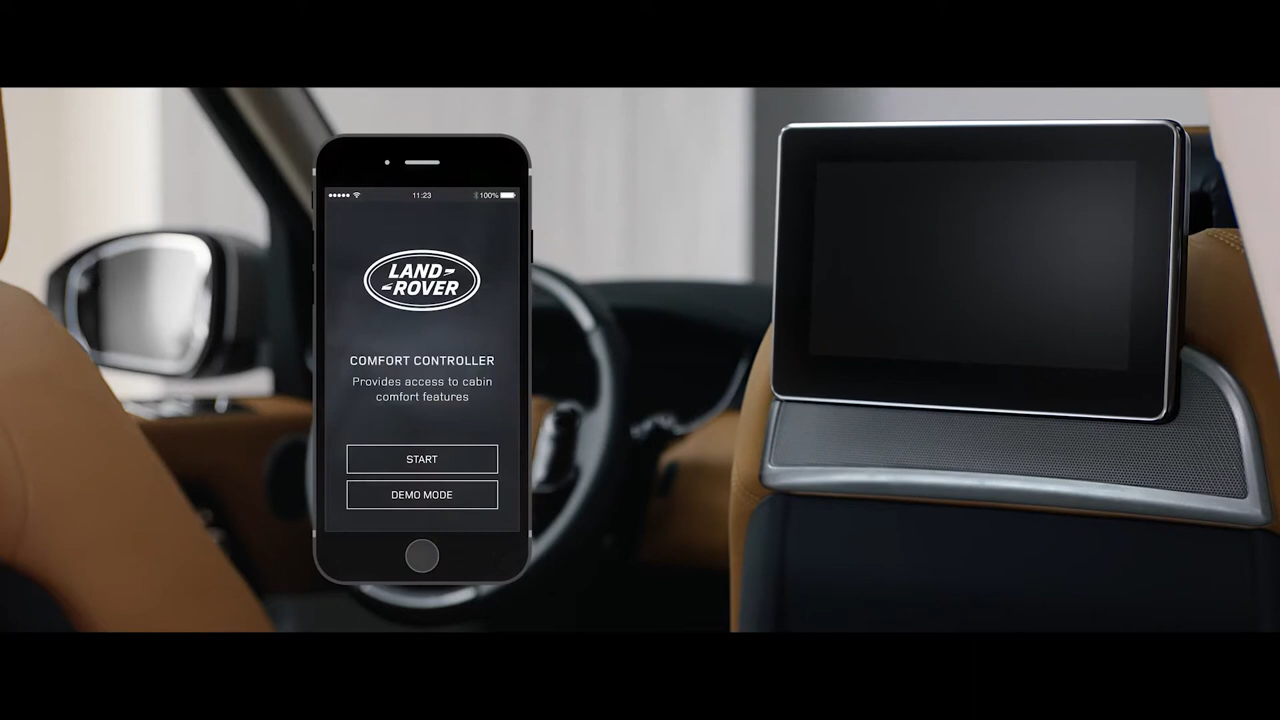 11:23
100%
LAND
ROVER
COMFORT CONTROLLER
Provides access to cabin
comfort features
START
DEMO MODE